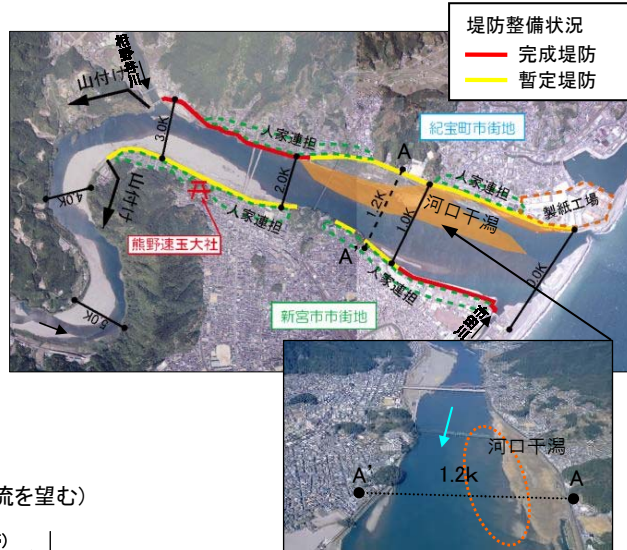 堤防整備状況
完成堤防
暫定堤防
相野谷川
山付け
人家連担
紀宝町市街地
3.0K
A
人家連担
2.0K
製紙工場
山付け
4.0K
1.2K
1.0K
河口干潟
熊野速玉大社
人家連担
A'
0.0K
人家連担
5.0K
新宮市市街地
市田川
河口干潟
1.2k
A'
A
流を望む）